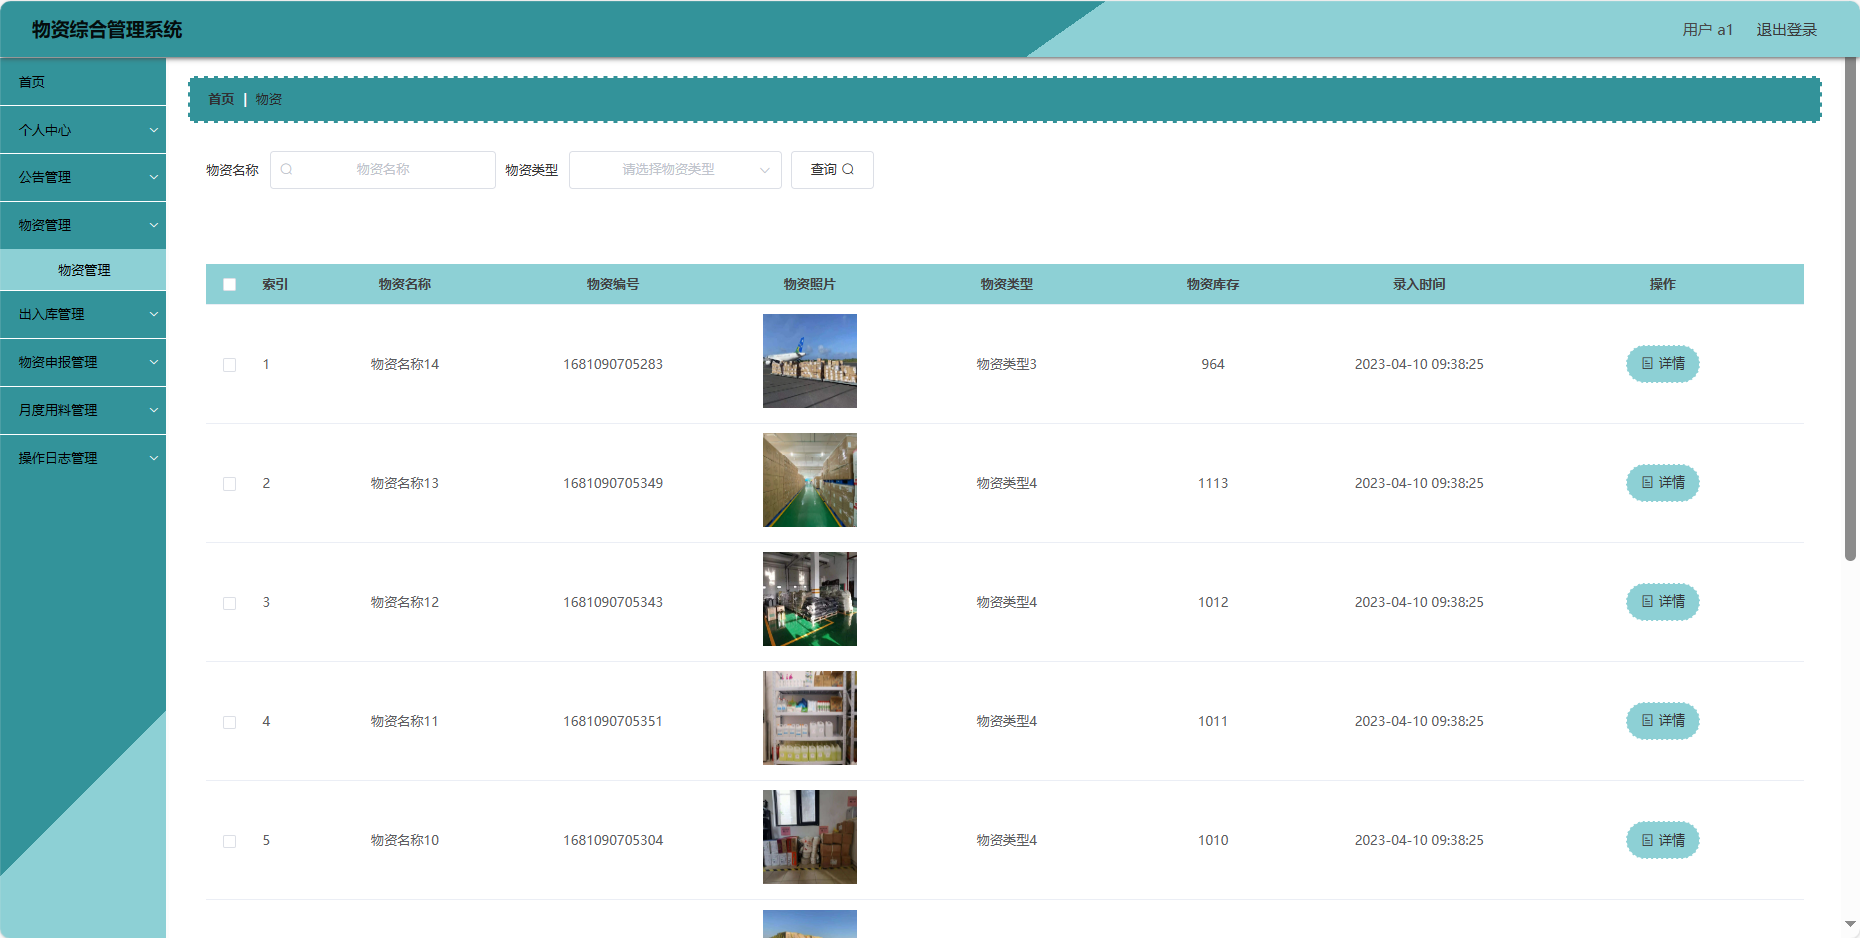 物资综合管理系统
用户 a1 退出登录
首页
个人中心
公告管理
物资管理
物资管理
出入库管理
物资申报管理
月度用料管理
操作日志管理
首页 | 物资
物资名称 物资名称 物资类型 请选择物资类型 查询
索引 物资名称 物资编号 物资照片 物资类型 物资库存 录入时间 操作
1 物资名称14 1681090705283 物资类型3 964 2023-04-10 09:38:25 详情
2 物资名称13 1681090705349 物资类型4 1113 2023-04-10 09:38:25 详情
3 物资名称12 1681090705343 物资类型4 1012 2023-04-10 09:38:25 详情
4 物资名称11 1681090705351 物资类型4 1011 2023-04-10 09:38:25 详情
5 物资名称10 1681090705304 物资类型4 1010 2023-04-10 09:38:25 详情